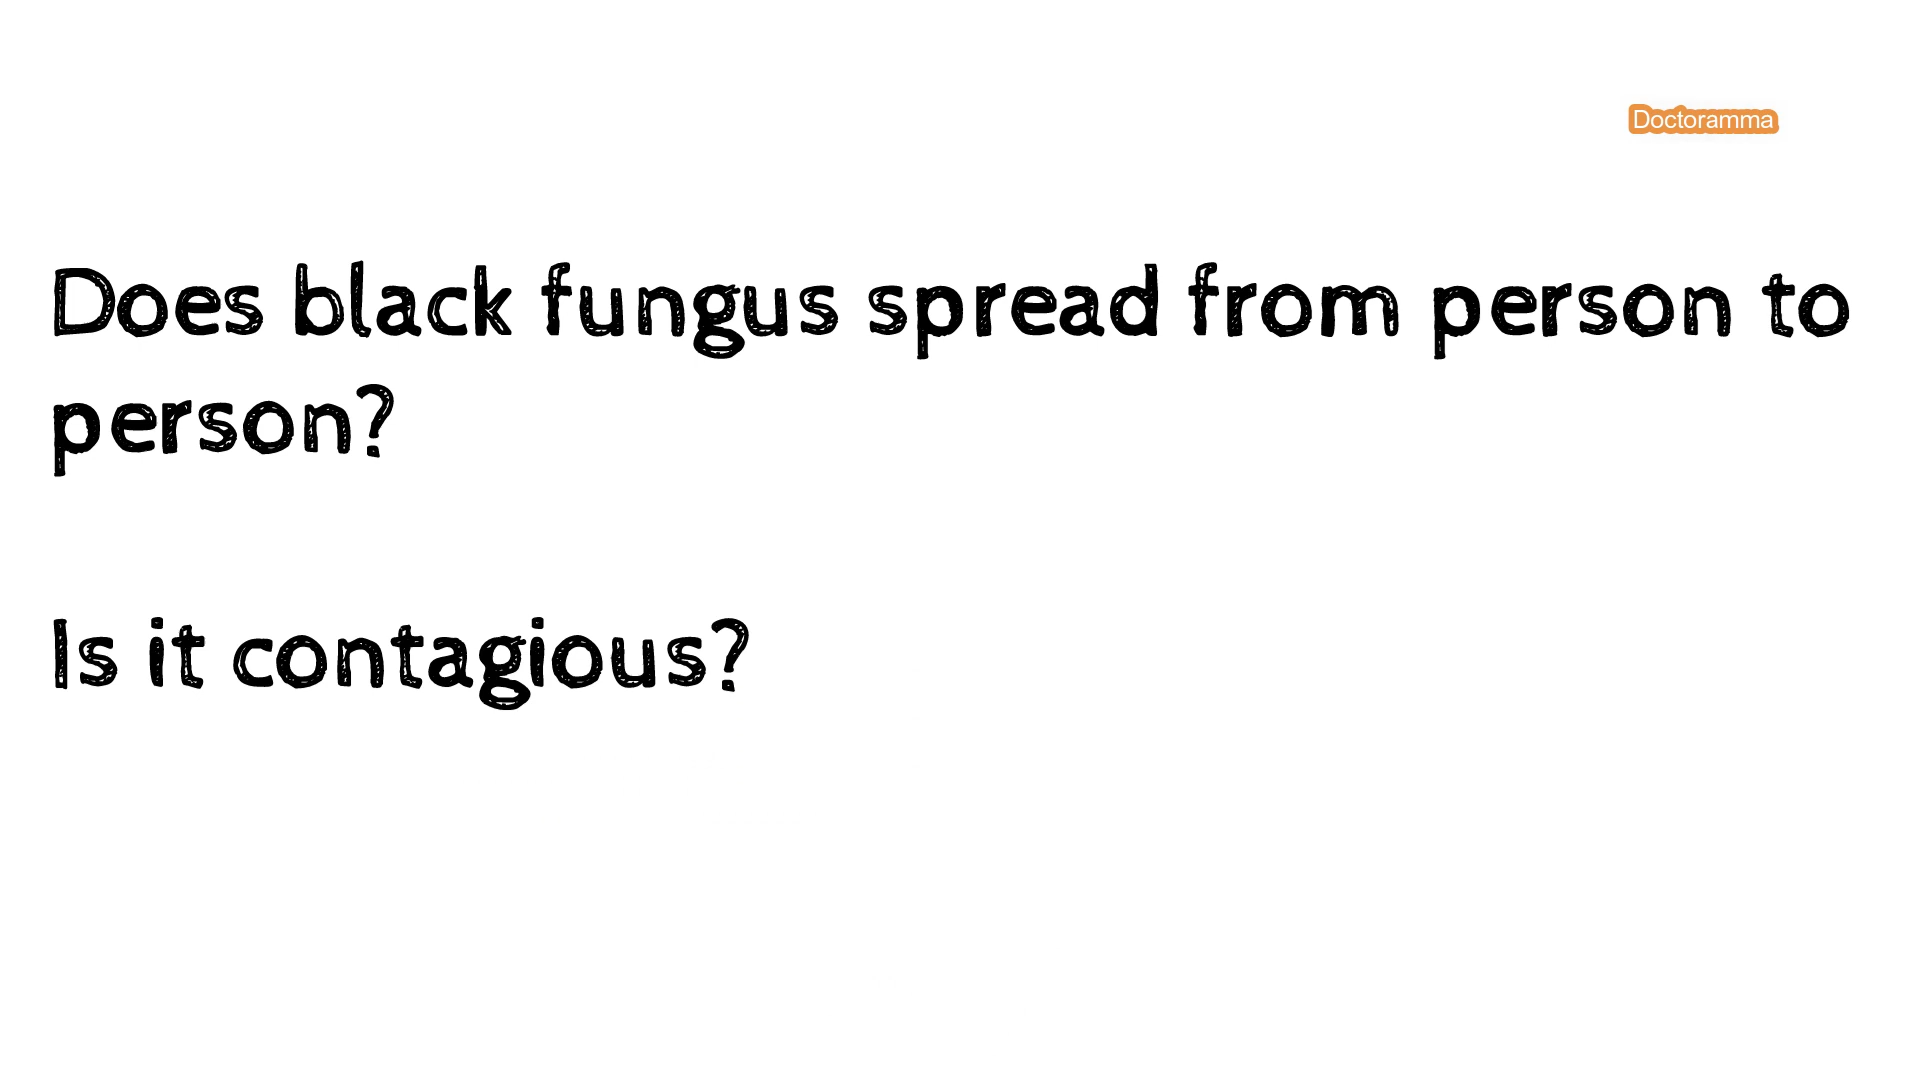 Doctoramma
Does black fungus spread from person to
person?
Is it contagious?